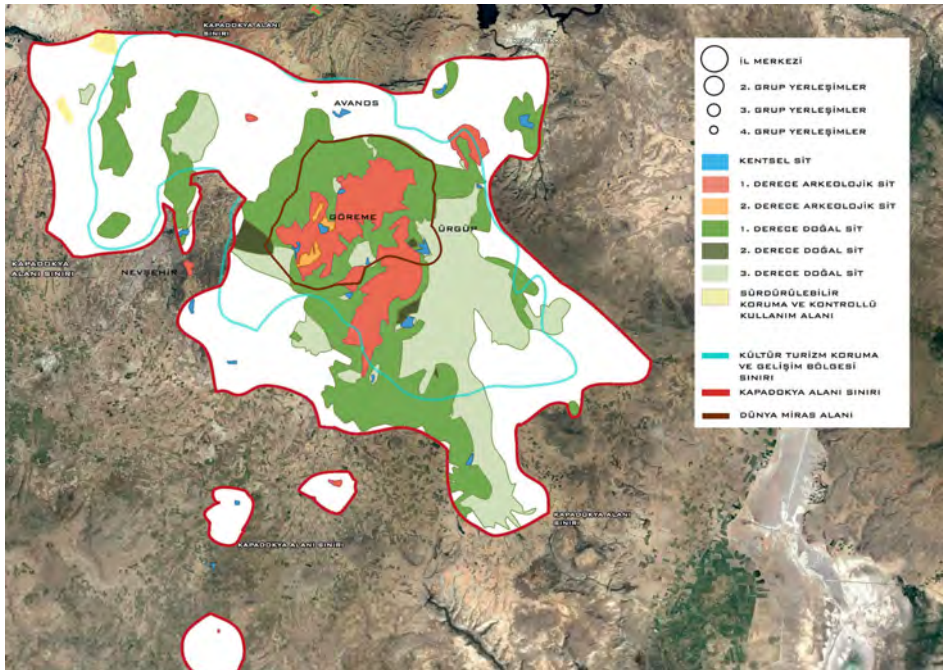 KAPADOKYA ALANI
SINIRI
AVANOS
GÖREME
ÜRGÜP
KAPADOKYA
ALANI SINIRI
NEVŞEHİR
KAPADOKYA ALANI
SINIRI
KAPADOKYA ALANI SINIRI
İL MERKEZİ
2. GRUP YERLEŞİMLER
3. GRUP YERLEŞİMLER
4. GRUP YERLEŞİMLER
KENTSEL SİT
1. DERECE ARKEOLOJİK SİT
2. DERECE ARKEOLOJİK SİT
1. DERECE DOĞAL SİT
2. DERECE DOĞAL SİT
3. DERECE DOĞAL SİT
SÜRDÜRÜLEBİLİR
KORUMA VE KONTROLLÜ
KULLANIM ALANI
KÜLTÜR TURİZM KORUMA
VE GELİŞİM BÖLGESİ
SINIRI
KAPADOKYA ALANI SINIRI
DÜNYA MİRAS ALANI